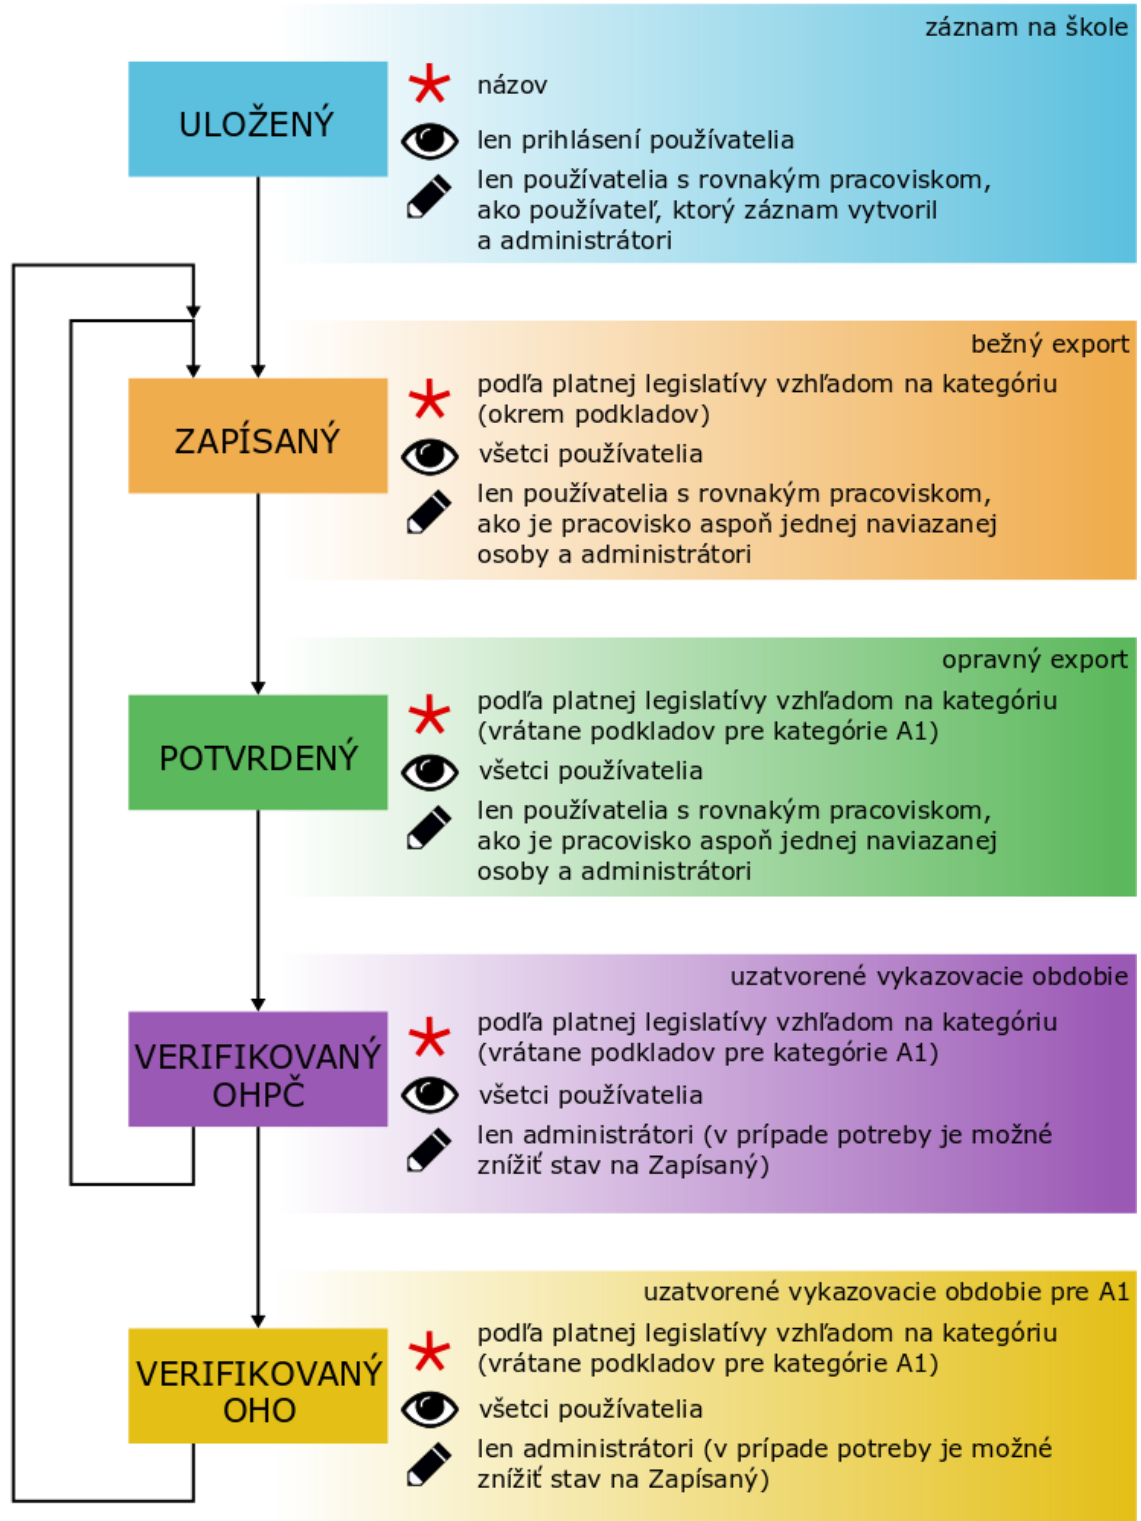 záznam na škole
ULOŽENÝ
názov
len prihlásení používatelia
len používatelia s rovnakým pracoviskom,
ako používateľ, ktorý záznam vytvoril
a administrátori
bežný export
ZAPÍSANÝ
podľa platnej legislatívy vzhľadom na kategóriu
(okrem podkladov)
všetci používatelia
len používatelia s rovnakým pracoviskom,
ako je pracovisko aspoň jednej naviazanej
osoby a administrátori
opravný export
POTVRDENÝ
podľa platnej legislatívy vzhľadom na kategóriu
(vrátane podkladov pre kategórie A1)
všetci používatelia
len používatelia s rovnakým pracoviskom,
ako je pracovisko aspoň jednej naviazanej
osoby a administrátori
uzatvorené vykazovacie obdobie
VERIFIKOVANÝ
OHPČ
podľa platnej legislatívy vzhľadom na kategóriu
(vrátane podkladov pre kategórie A1)
všetci používatelia
len administrátori (v prípade potreby je možné
znížiť stav na Zapísaný)
uzatvorené vykazovacie obdobie pre A1
VERIFIKOVANÝ
OHO
podľa platnej legislatívy vzhľadom na kategóriu
(vrátane podkladov pre kategórie A1)
všetci používatelia
len administrátori (v prípade potreby je možné
znížiť stav na Zapísaný)